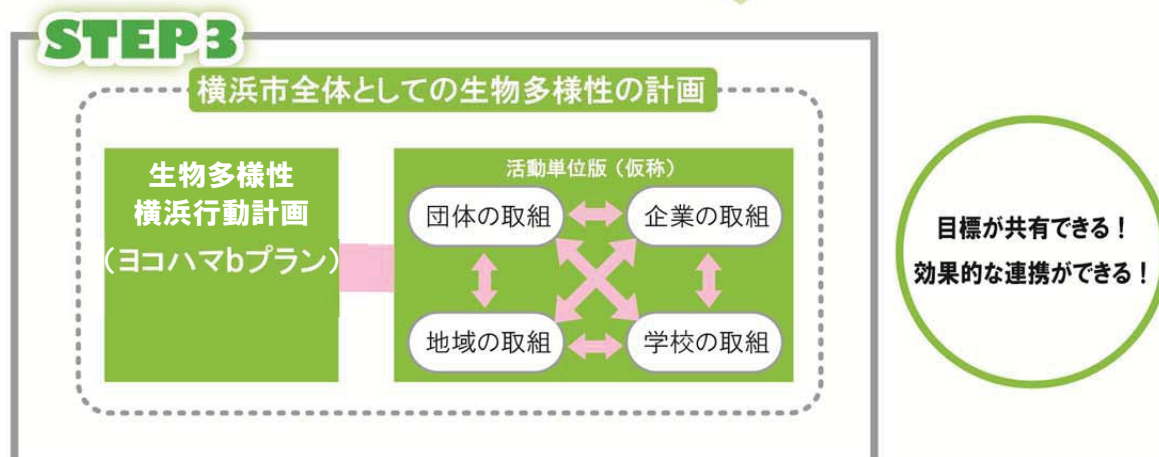 STEP3
横浜市全体としての生物多様性の計画
生物多様性
横浜行動計画
(ヨコハマbプラン)
活動単位版(仮称)
団体の取組
企業の取組
地域の取組
学校の取組
目標が共有できる!
効果的な連携ができる!